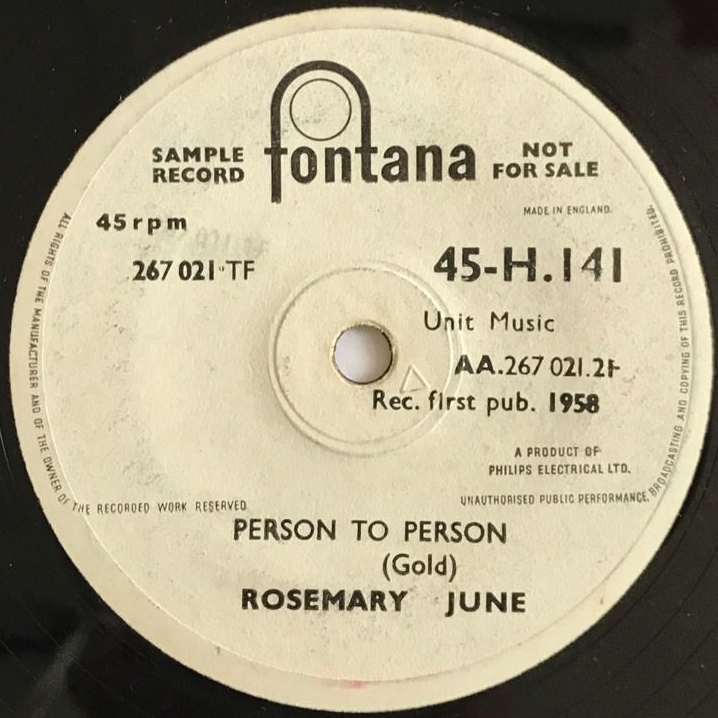 fontana
SAMPLE RECORD
NOT FOR SALE
MADE IN ENGLAND.
45 rpm
267 021 TF
45-H.141
Unit Music
AA.267 021.2F
Rec. first pub. 1958
A PRODUCT OF
PHILIPS ELECTRICAL LTD.
ALL RIGHTS OF THE MANUFACTURER AND OF THE OWNER OF THE RECORDED WORK RESERVED
UNAUTHORISED PUBLIC PERFORMANCE, BROADCASTING AND COPYING OF THIS RECORD PROHIBITED.
PERSON TO PERSON
(Gold)
ROSEMARY JUNE